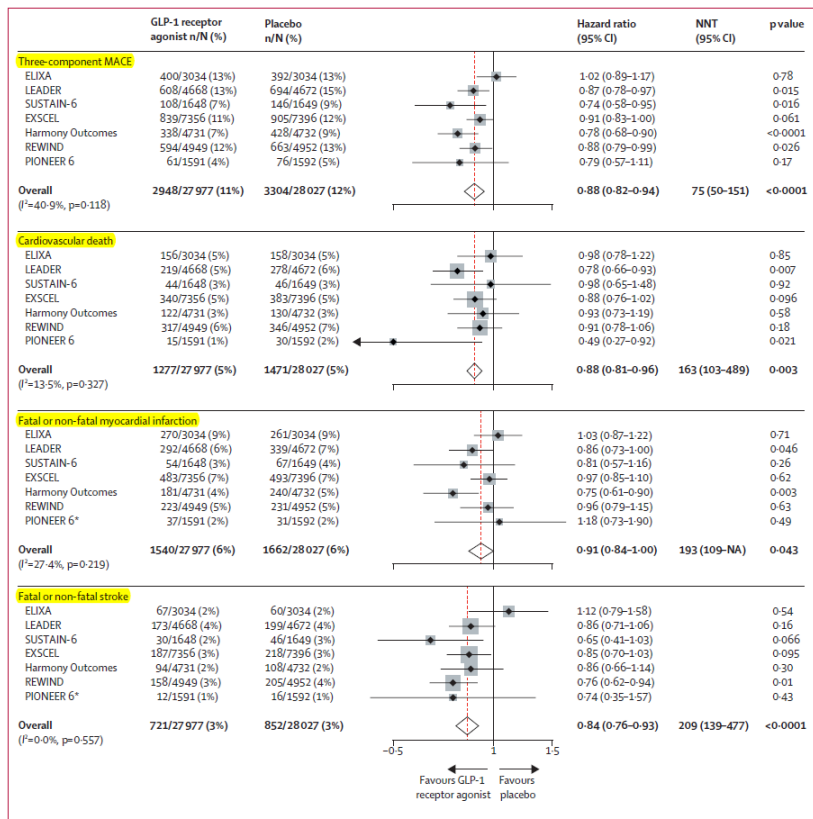 GLP-1 receptor agonist n/N (%) Placebo n/N (%) Hazard ratio (95% CI) NNT (95% CI) p value
Three-component MACE
ELIXA 400/3034 (13%) 392/3034 (13%) 1·02 (0·89–1·17) 0·78
LEADER 608/4668 (13%) 694/4672 (15%) 0·87 (0·78–0·97) 0·015
SUSTAIN-6 108/1648 (7%) 146/1649 (9%) 0·74 (0·58–0·95) 0·016
EXSCEL 839/7356 (11%) 905/7396 (12%) 0·91 (0·83–1·00) 0·061
Harmony Outcomes 338/4731 (7%) 428/4732 (9%) 0·78 (0·68–0·90) <0·0001
REWIND 594/4949 (12%) 663/4952 (13%) 0·88 (0·79–0·99) 0·026
PIONEER 6 61/1591 (4%) 76/1592 (5%) 0·79 (0·57–1·11) 0·17
Overall 2948/27 977 (11%) 3304/28 027 (12%) 0·88 (0·82–0·94) 75 (50–151) <0·0001
(I²=40·9%, p=0·118)
Cardiovascular death
ELIXA 156/3034 (5%) 158/3034 (5%) 0·98 (0·78–1·22) 0·85
LEADER 219/4668 (5%) 278/4672 (6%) 0·78 (0·66–0·93) 0·007
SUSTAIN-6 44/1648 (3%) 46/1649 (3%) 0·98 (0·65–1·48) 0·92
EXSCEL 340/7356 (5%) 383/7396 (5%) 0·88 (0·76–1·02) 0·096
Harmony Outcomes 122/4731 (3%) 130/4732 (3%) 0·93 (0·73–1·19) 0·58
REWIND 317/4949 (6%) 346/4952 (7%) 0·91 (0·78–1·06) 0·18
PIONEER 6 15/1591 (1%) 30/1592 (2%) 0·49 (0·27–0·92) 0·021
Overall 1277/27 977 (5%) 1471/28 027 (5%) 0·88 (0·81–0·96) 163 (103–489) 0·003
(I²=13·5%, p=0·327)
Fatal or non-fatal myocardial infarction
ELIXA 270/3034 (9%) 261/3034 (9%) 1·03 (0·87–1·22) 0·71
LEADER 292/4668 (6%) 339/4672 (7%) 0·86 (0·73–1·00) 0·046
SUSTAIN-6 54/1648 (3%) 67/1649 (4%) 0·81 (0·57–1·16) 0·26
EXSCEL 483/7356 (7%) 493/7396 (7%) 0·97 (0·85–1·10) 0·62
Harmony Outcomes 181/4731 (4%) 240/4732 (5%) 0·75 (0·61–0·90) 0·003
REWIND 223/4949 (5%) 231/4952 (5%) 0·96 (0·79–1·15) 0·63
PIONEER 6* 37/1591 (2%) 31/1592 (2%) 1·18 (0·73–1·90) 0·49
Overall 1540/27 977 (6%) 1662/28 027 (6%) 0·91 (0·84–1·00) 193 (109–NA) 0·043
(I²=27·4%, p=0·219)
Fatal or non-fatal stroke
ELIXA 67/3034 (2%) 60/3034 (2%) 1·12 (0·79–1·58) 0·54
LEADER 173/4668 (4%) 199/4672 (4%) 0·86 (0·71–1·06) 0·16
SUSTAIN-6 30/1648 (2%) 46/1649 (3%) 0·65 (0·41–1·03) 0·066
EXSCEL 187/7356 (3%) 218/7396 (3%) 0·85 (0·70–1·03) 0·095
Harmony Outcomes 94/4731 (2%) 108/4732 (2%) 0·86 (0·66–1·14) 0·30
REWIND 158/4949 (3%) 205/4952 (4%) 0·76 (0·62–0·94) 0·01
PIONEER 6* 12/1591 (1%) 16/1592 (1%) 0·74 (0·35–1·57) 0·43
Overall 721/27 977 (3%) 852/28 027 (3%) 0·84 (0·76–0·93) 209 (139–477) <0·0001
(I²=0·0%, p=0·557)
–0·5 1 1·5
Favours GLP-1 receptor agonist Favours placebo